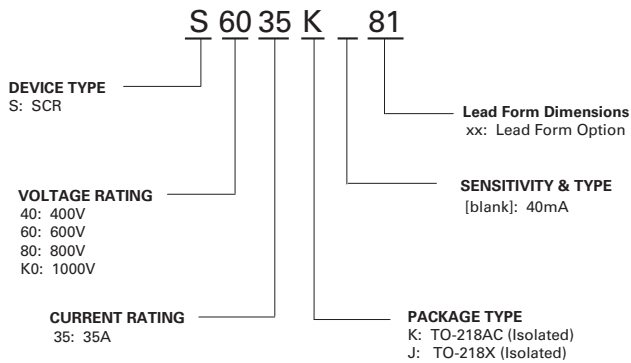 S 60 35 K _ 81
DEVICE TYPE
S: SCR
Lead Form Dimensions
xx: Lead Form Option
VOLTAGE RATING
40: 400V
60: 600V
80: 800V
K0: 1000V
SENSITIVITY & TYPE
[blank]: 40mA
CURRENT RATING
35: 35A
PACKAGE TYPE
K: TO-218AC (Isolated)
J: TO-218X (Isolated)